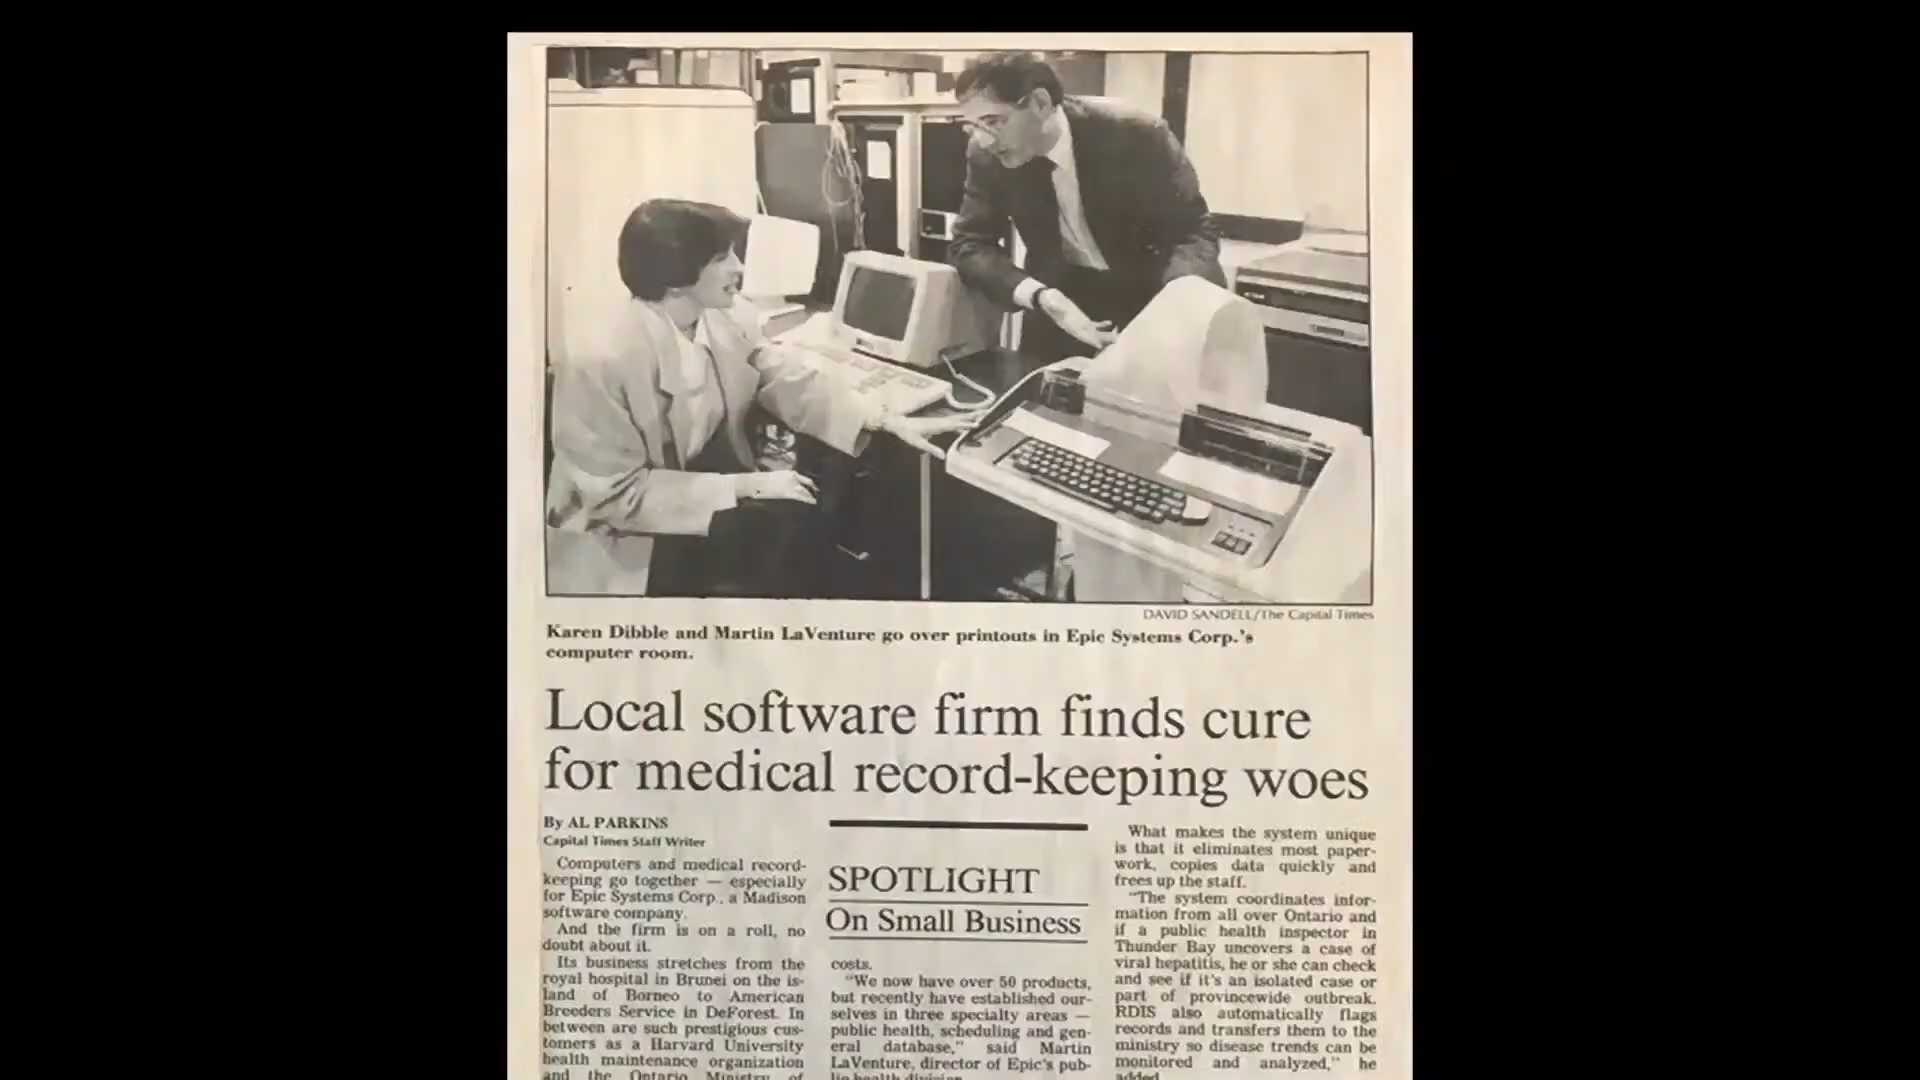 DAVID SANDELL/The Capital Times
Karen Dibble and Martin LaVenture go over printouts in Epic Systems Corp.'s
computer room.
Local software firm finds cure
for medical record-keeping woes
By AL PARKINS
Capital Times Staff Writer
Computers and medical record-
keeping go together — especially
for Epic Systems Corp., a Madison
software company.
And the firm is on a roll, no
doubt about it.
Its business stretches from the
royal hospital in Brunei on the is-
land of Borneo to American
Breeders Service in DeForest. In
between are such prestigious cus-
tomers as a Harvard University
health maintenance organization
and the Ontario Ministry of
SPOTLIGHT
On Small Business
costs.
"We now have over 50 products,
but recently have established our-
selves in three specialty areas —
public health, scheduling and gen-
eral database," said Martin
LaVenture, director of Epic's pub-
lic health division.
What makes the system unique
is that it eliminates most paper-
work, copies data quickly and
frees up the staff.
"The system coordinates infor-
mation from all over Ontario and
if a public health inspector in
Thunder Bay uncovers a case of
viral hepatitis, he or she can check
and see if it's an isolated case or
part of provincewide outbreak.
RDIS also automatically flags
records and transfers them to the
ministry so disease trends can be
monitored and analyzed," he
added.